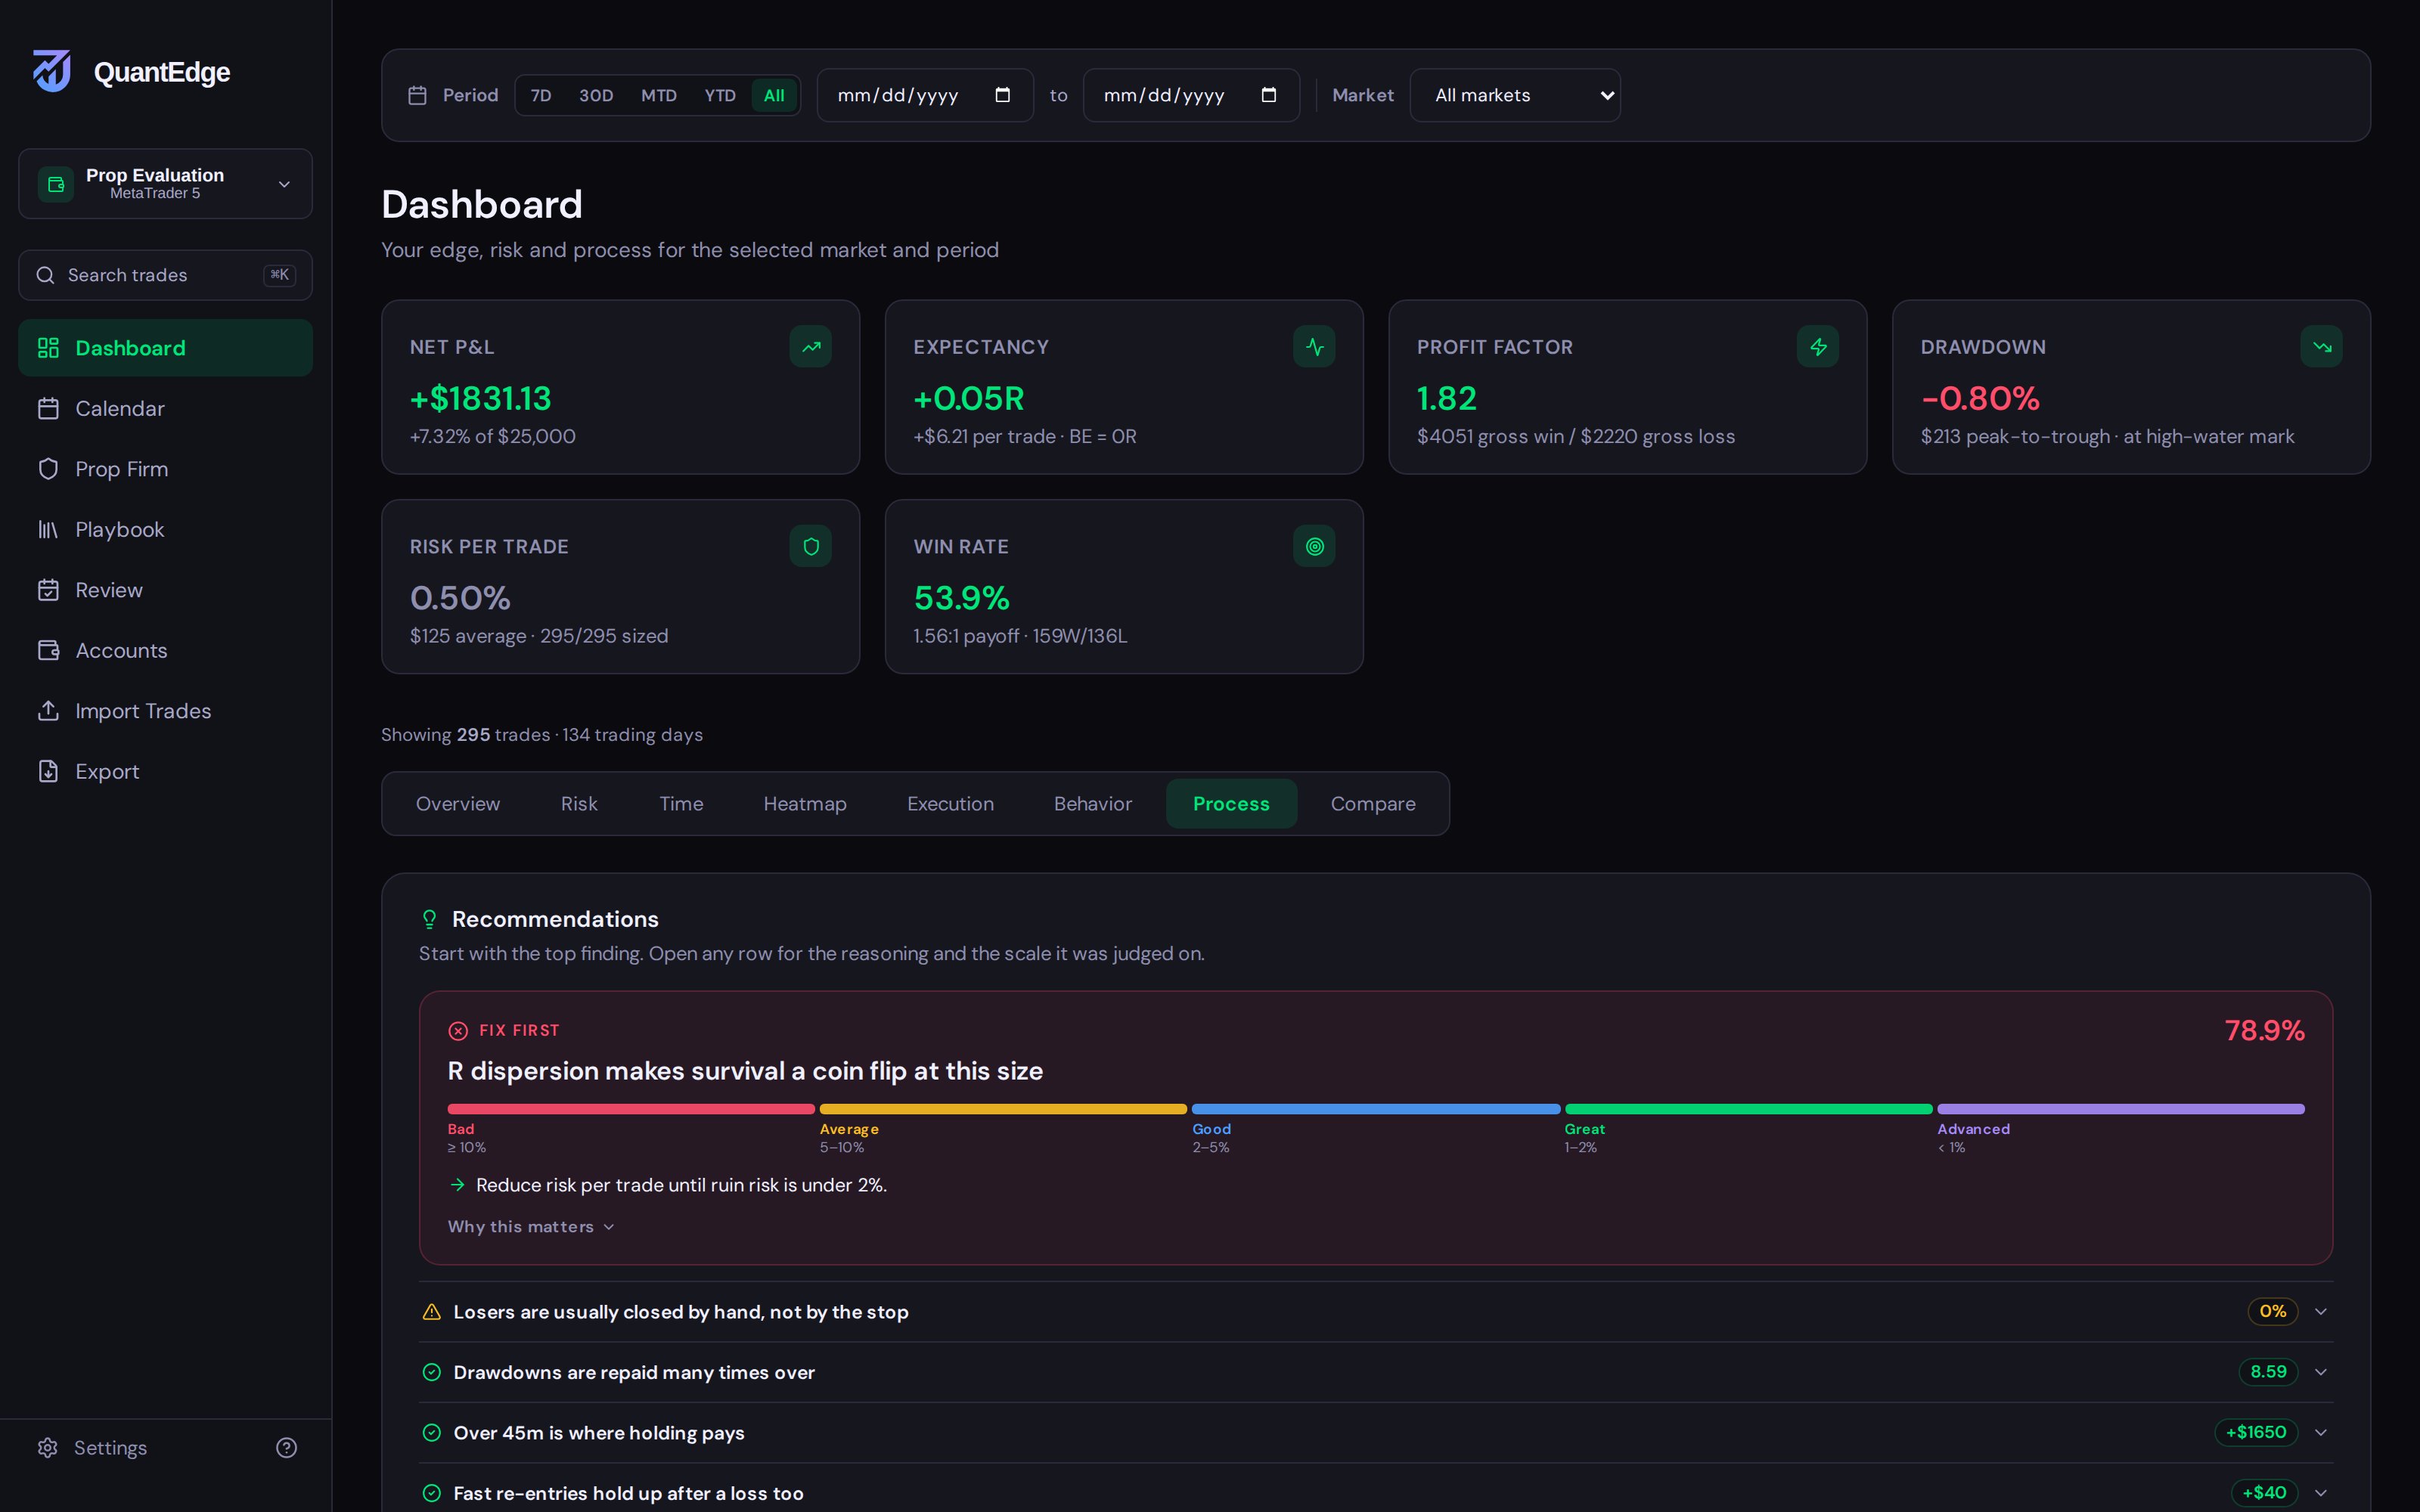 QuantEdge
Prop Evaluation
MetaTrader 5
Search trades ⌘K
Dashboard
Calendar
Prop Firm
Playbook
Review
Accounts
Import Trades
Export
Settings
Period 7D 30D MTD YTD All mm/dd/yyyy to mm/dd/yyyy Market All markets
Dashboard
Your edge, risk and process for the selected market and period
NET P&L
+$1831.13
+7.32% of $25,000
EXPECTANCY
+0.05R
+$6.21 per trade · BE = 0R
PROFIT FACTOR
1.82
$4051 gross win / $2220 gross loss
DRAWDOWN
-0.80%
$213 peak-to-trough · at high-water mark
RISK PER TRADE
0.50%
$125 average · 295/295 sized
WIN RATE
53.9%
1.56:1 payoff · 159W/136L
Showing 295 trades · 134 trading days
Overview Risk Time Heatmap Execution Behavior Process Compare
Recommendations
Start with the top finding. Open any row for the reasoning and the scale it was judged on.
FIX FIRST 78.9%
R dispersion makes survival a coin flip at this size
Bad Average Good Great Advanced
≥ 10% 5–10% 2–5% 1–2% < 1%
→ Reduce risk per trade until ruin risk is under 2%.
Why this matters
Losers are usually closed by hand, not by the stop 0%
Drawdowns are repaid many times over 8.59
Over 45m is where holding pays +$1650
Fast re-entries hold up after a loss too +$40